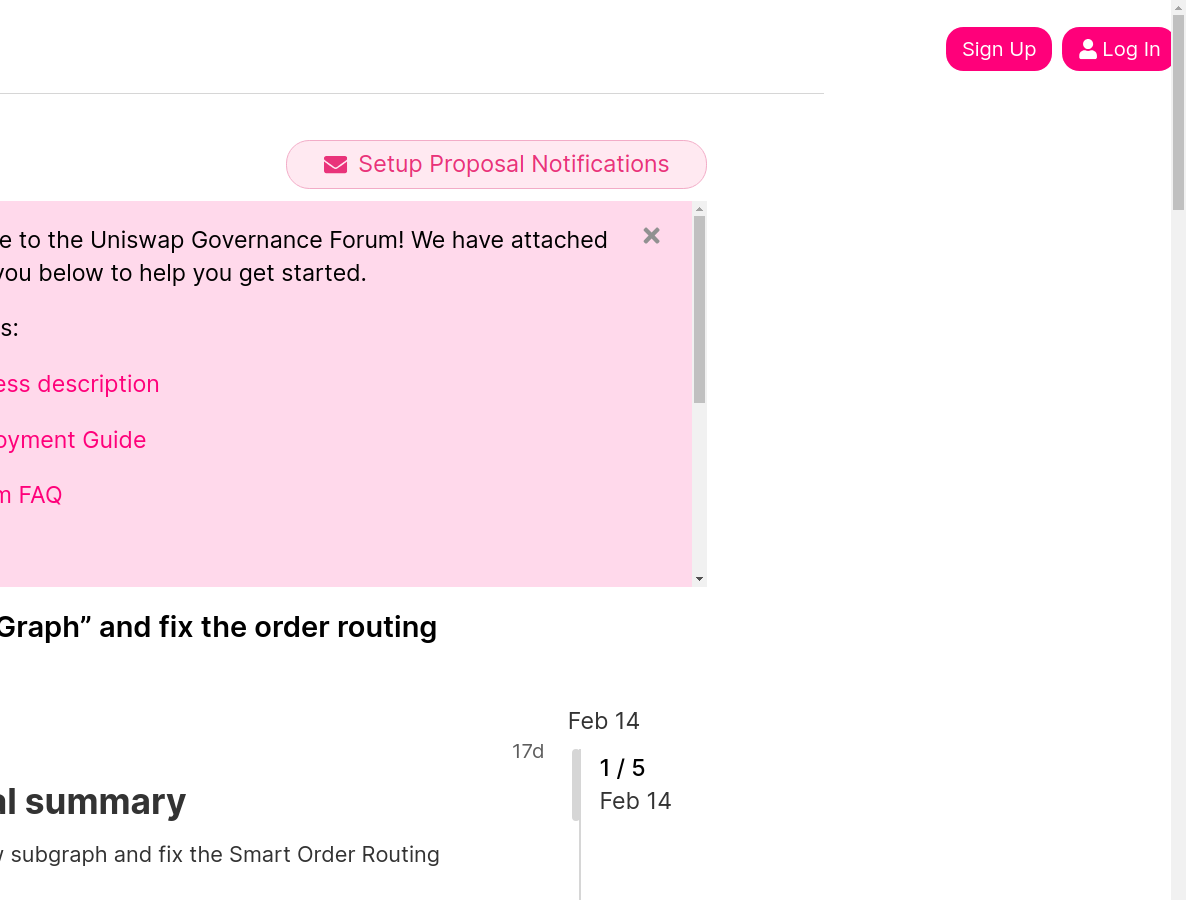 Sign Up
Log In
Setup Proposal Notifications
e to the Uniswap Governance Forum! We have attached
you below to help you get started.
s:
ess description
oyment Guide
m FAQ
Graph” and fix the order routing
Feb 14
17d
1 / 5
Feb 14
al summary
subgraph and fix the Smart Order Routing